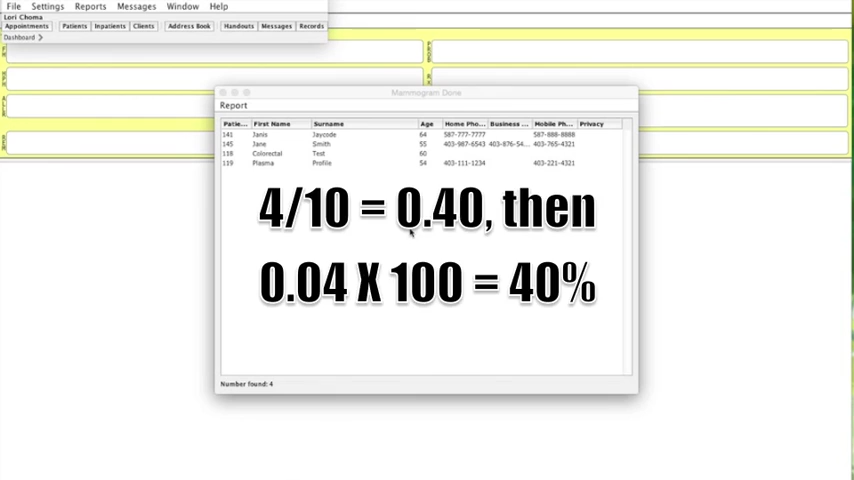 File Settings Reports Messages Window Help
Lori Choma
Appointments Patients Inpatients Clients Address Book Handouts Messages Records
Dashboard >
Mammogram Done
Report
Patie... First Name Surname Age Home Pho... Business ... Mobile Ph... Privacy
141 Janis Jaycode 64 587-777-7777 587-888-8888
145 Jane Smith 55 403-987-6543 403-876-54... 403-765-4321
118 Colorectal Test 60
119 Plasma Profile 54 403-111-1234 403-221-4321
4/10 = 0.40, then
0.04 X 100 = 40%
Number found: 4